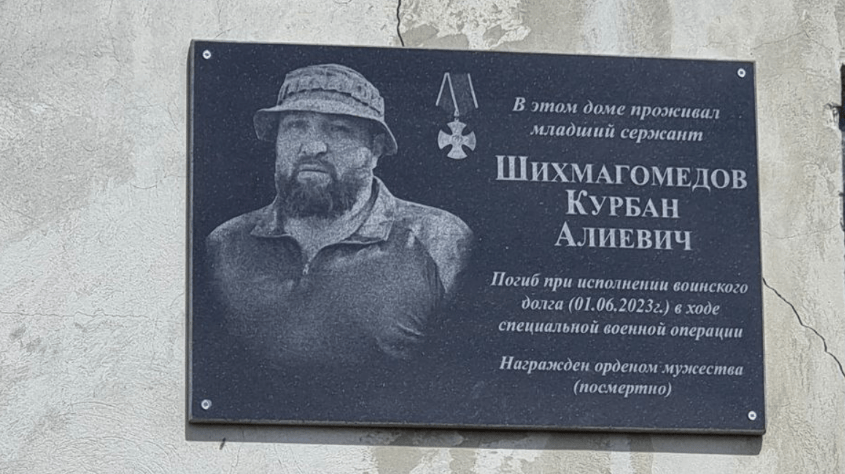 В этом доме проживал
младший сержант
ШИХМАГОМЕДОВ
КУРБАН
АЛИЕВИЧ
Погиб при исполнении воинского
долга (01.06.2023г.) в ходе
специальной военной операции
Награжден орденом мужества
(посмертно)